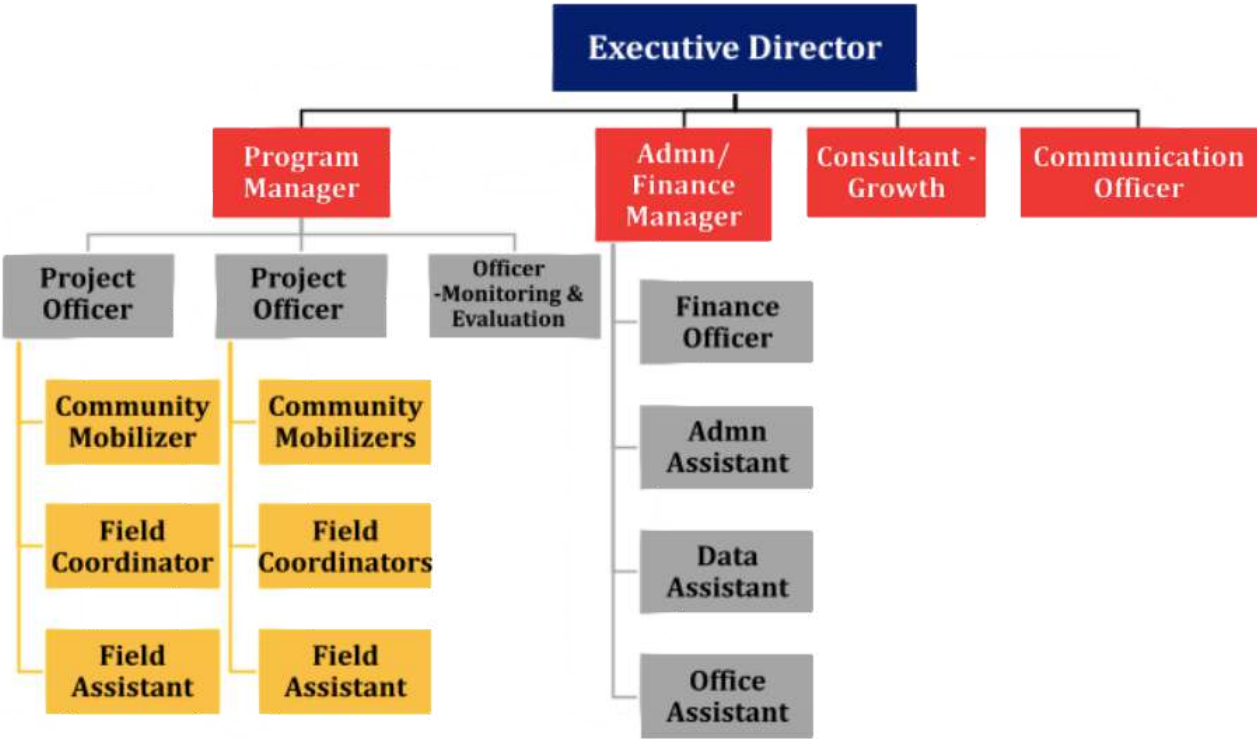 Executive Director
Program
Manager
Admn/
Finance
Manager
Consultant -
Growth
Communication
Officer
Project
Officer
Project
Officer
Officer
-Monitoring &
Evaluation
Community
Mobilizer
Field
Coordinator
Field
Assistant
Community
Mobilizers
Field
Coordinators
Field
Assistant
Finance
Officer
Admn
Assistant
Data
Assistant
Office
Assistant